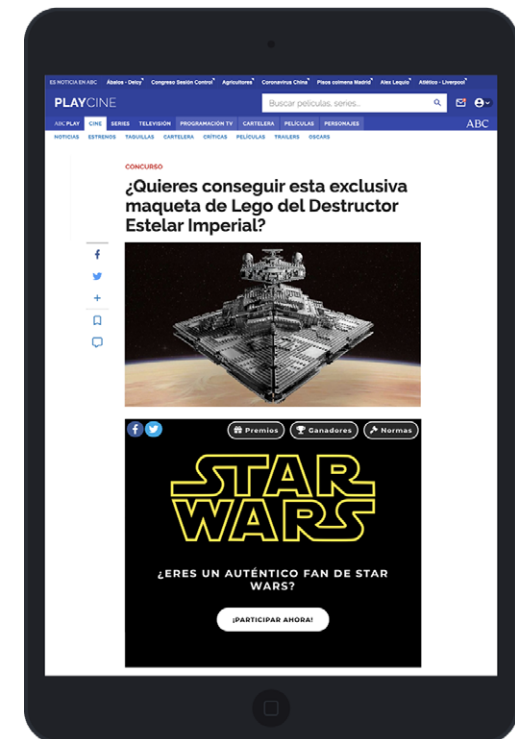 ES NOTICIA EN ABC Ábalos - Delcy Congreso Sesión Control Agricultores Coronavirus China Pisos colmena Madrid Alex Lequio Atlético - Liverpool
PLAYCINE Buscar películas, series...
ABC PLAY CINE SERIES TELEVISIÓN PROGRAMACIÓN TV CARTELERA PELÍCULAS PERSONAJES ABC
NOTICIAS ESTRENOS TAQUILLAS CARTELERA CRÍTICAS PELÍCULAS TRAILERS OSCARS
CONCURSO
¿Quieres conseguir esta exclusiva
maqueta de Lego del Destructor
Estelar Imperial?
Premios Ganadores Normas
STAR
WARS
¿ERES UN AUTÉNTICO FAN DE STAR
WARS?
¡PARTICIPAR AHORA!